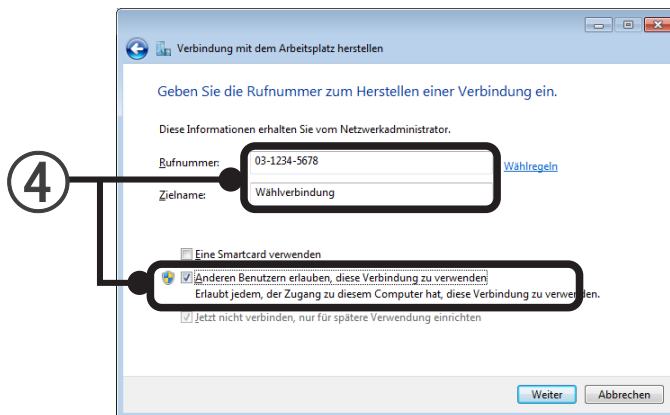 Verbindung mit dem Arbeitsplatz herstellen
Geben Sie die Rufnummer zum Herstellen einer Verbindung ein.
Diese Informationen erhalten Sie vom Netzwerkadministrator.
Rufnummer: 03-1234-5678 Wählregeln
④
Zielname: Wählverbindung
Eine Smartcard verwenden
Anderen Benutzern erlauben, diese Verbindung zu verwenden
Erlaubt jedem, der Zugang zu diesem Computer hat, diese Verbindung zu verwenden.
Jetzt nicht verbinden, nur für spätere Verwendung einrichten
Weiter Abbrechen